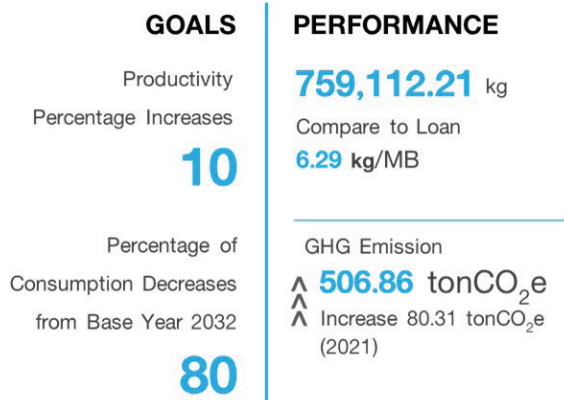 GOALS
Productivity
Percentage Increases
10
Percentage of
Consumption Decreases
from Base Year 2032
80
PERFORMANCE
759,112.21 kg
Compare to Loan
6.29 kg/MB
GHG Emission
506.86 tonCO₂e
Increase 80.31 tonCO₂e
(2021)